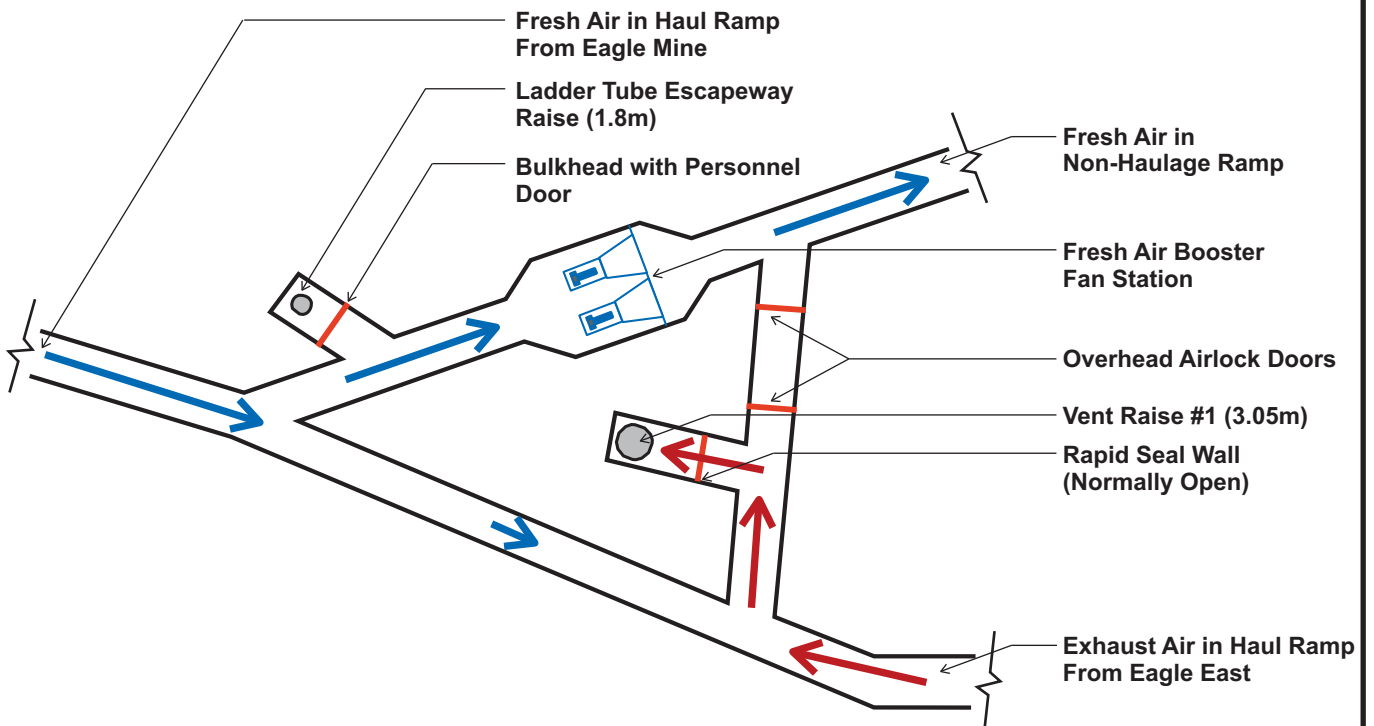 Fresh Air in Haul Ramp
From Eagle Mine
Ladder Tube Escapeway
Raise (1.8m)
Bulkhead with Personnel
Door
Fresh Air in
Non-Haulage Ramp
Fresh Air Booster
Fan Station
Overhead Airlock Doors
Vent Raise #1 (3.05m)
Rapid Seal Wall
(Normally Open)
Exhaust Air in Haul Ramp
From Eagle East